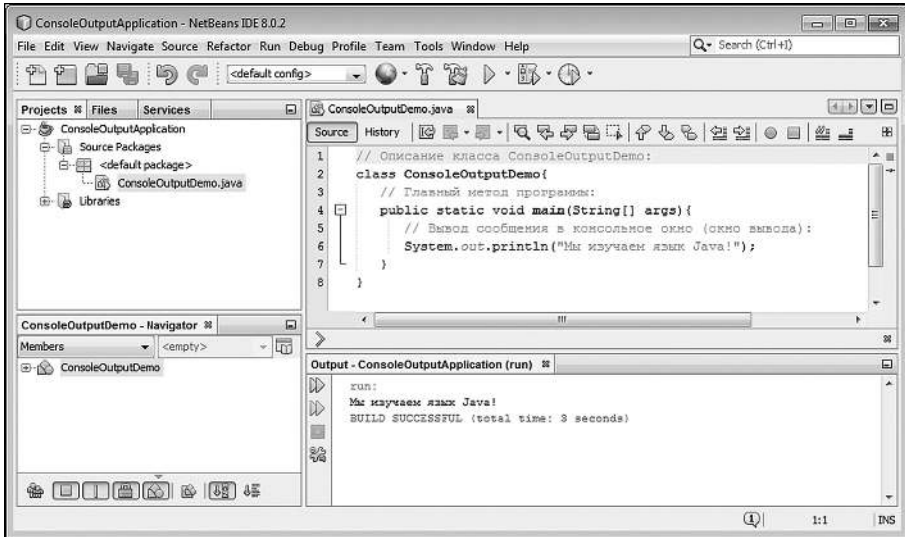 ConsoleOutputApplication - NetBeans IDE 8.0.2
File Edit View Navigate Source Refactor Run Debug Profile Team Tools Window Help
Search (Ctrl+I)
<default config>
Projects Files Services
ConsoleOutputApplication
Source Packages
<default package>
ConsoleOutputDemo.java
Libraries
ConsoleOutputDemo - Navigator
Members <empty>
ConsoleOutputDemo
ConsoleOutputDemo.java
Source History
1 // Описание класса ConsoleOutputDemo:
2 class ConsoleOutputDemo{
3 // Главный метод программы:
4 public static void main(String[] args){
5 // Вывод сообщения в консольное окно (окно вывода):
6 System.out.println("Мы изучаем язык Java!");
7 }
8 }
Output - ConsoleOutputApplication (run)
run:
Мы изучаем язык Java!
BUILD SUCCESSFUL (total time: 3 seconds)
1:1 INS